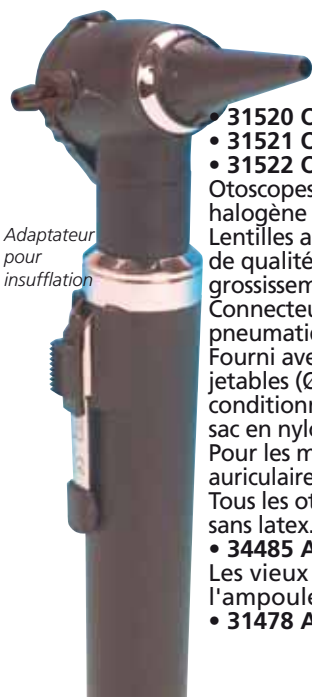 Adaptateur
pour
insufflation
• 31520
• 31521
• 31522
Otoscopes
halogène
Lentilles a
de qualité
grossissem
Connecteu
pneumatic
Fourni ave
jetables (Ø
conditionn
sac en nylo
Pour les m
auriculaire
Tous les ot
sans latex.
• 34485 A
Les vieux
l'ampoule
• 31478 A